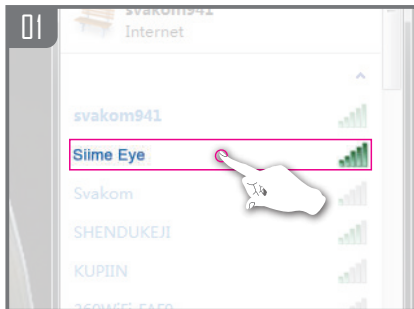 01
svakom941
Internet
svakom941
Siime Eye
Svakom
SHENDUKEJI
KUPIIN